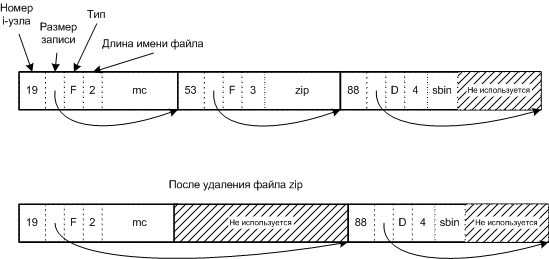 Номер
i-узла
Размер
записи
Тип
Длина имени файла
19 F 2 mc 53 F 3 zip 88 D 4 sbin Не используется
После удаления файла zip
19 F 2 mc Не используется 88 D 4 sbin Не используется